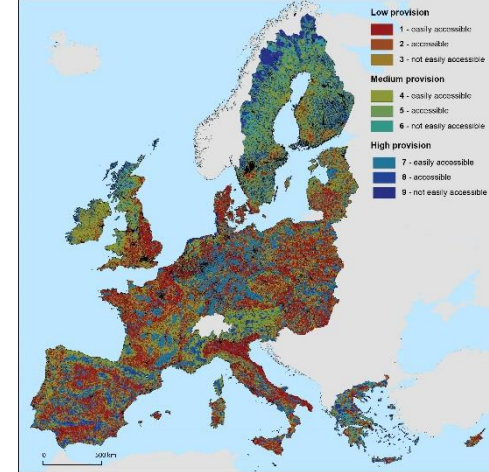 Low provision
1 - easily accessible
2 - accessible
3 - not easily accessible
Medium provision
4 - easily accessible
5 - accessible
6 - not easily accessible
High provision
7 - easily accessible
8 - accessible
9 - not easily accessible
0 500 km